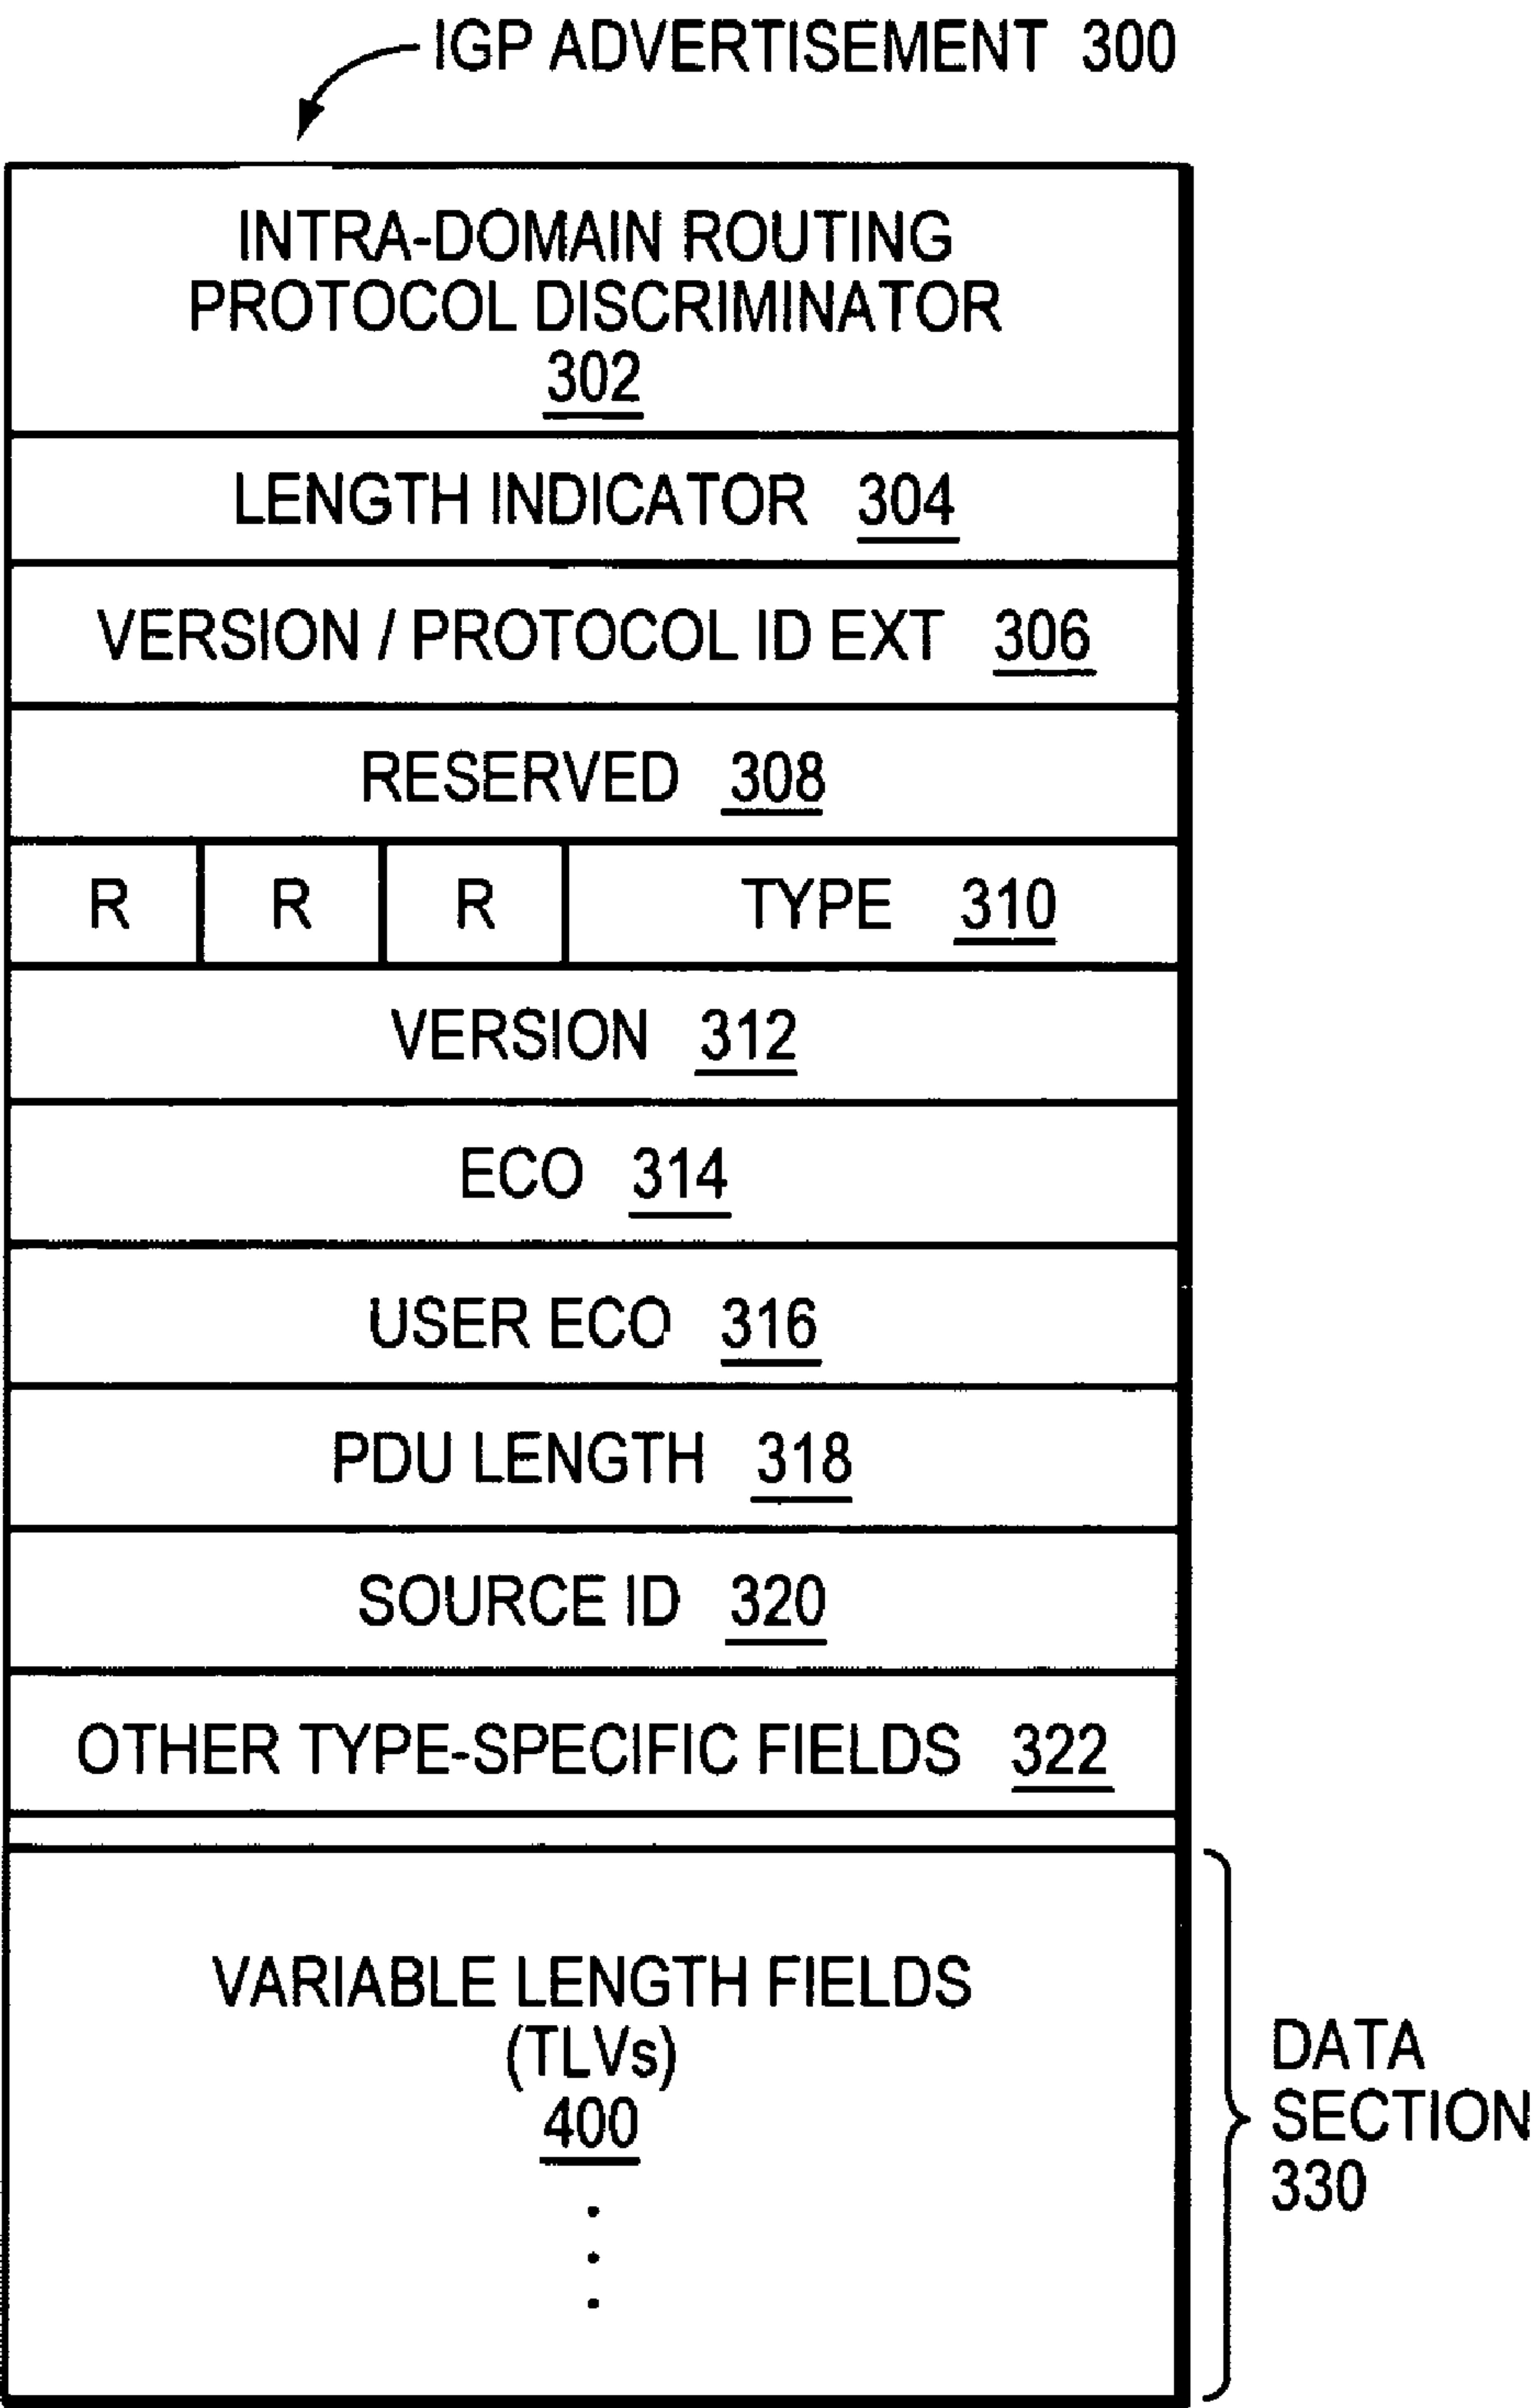 IGP ADVERTISEMENT 300
INTRA-DOMAIN ROUTING
PROTOCOL DISCRIMINATOR
302
LENGTH INDICATOR 304
VERSION / PROTOCOL ID EXT 306
RESERVED 308
R R R TYPE 310
VERSION 312
ECO 314
USER ECO 316
PDU LENGTH 318
SOURCE ID 320
OTHER TYPE-SPECIFIC FIELDS 322
VARIABLE LENGTH FIELDS
(TLVs)
400
DATA
SECTION
330